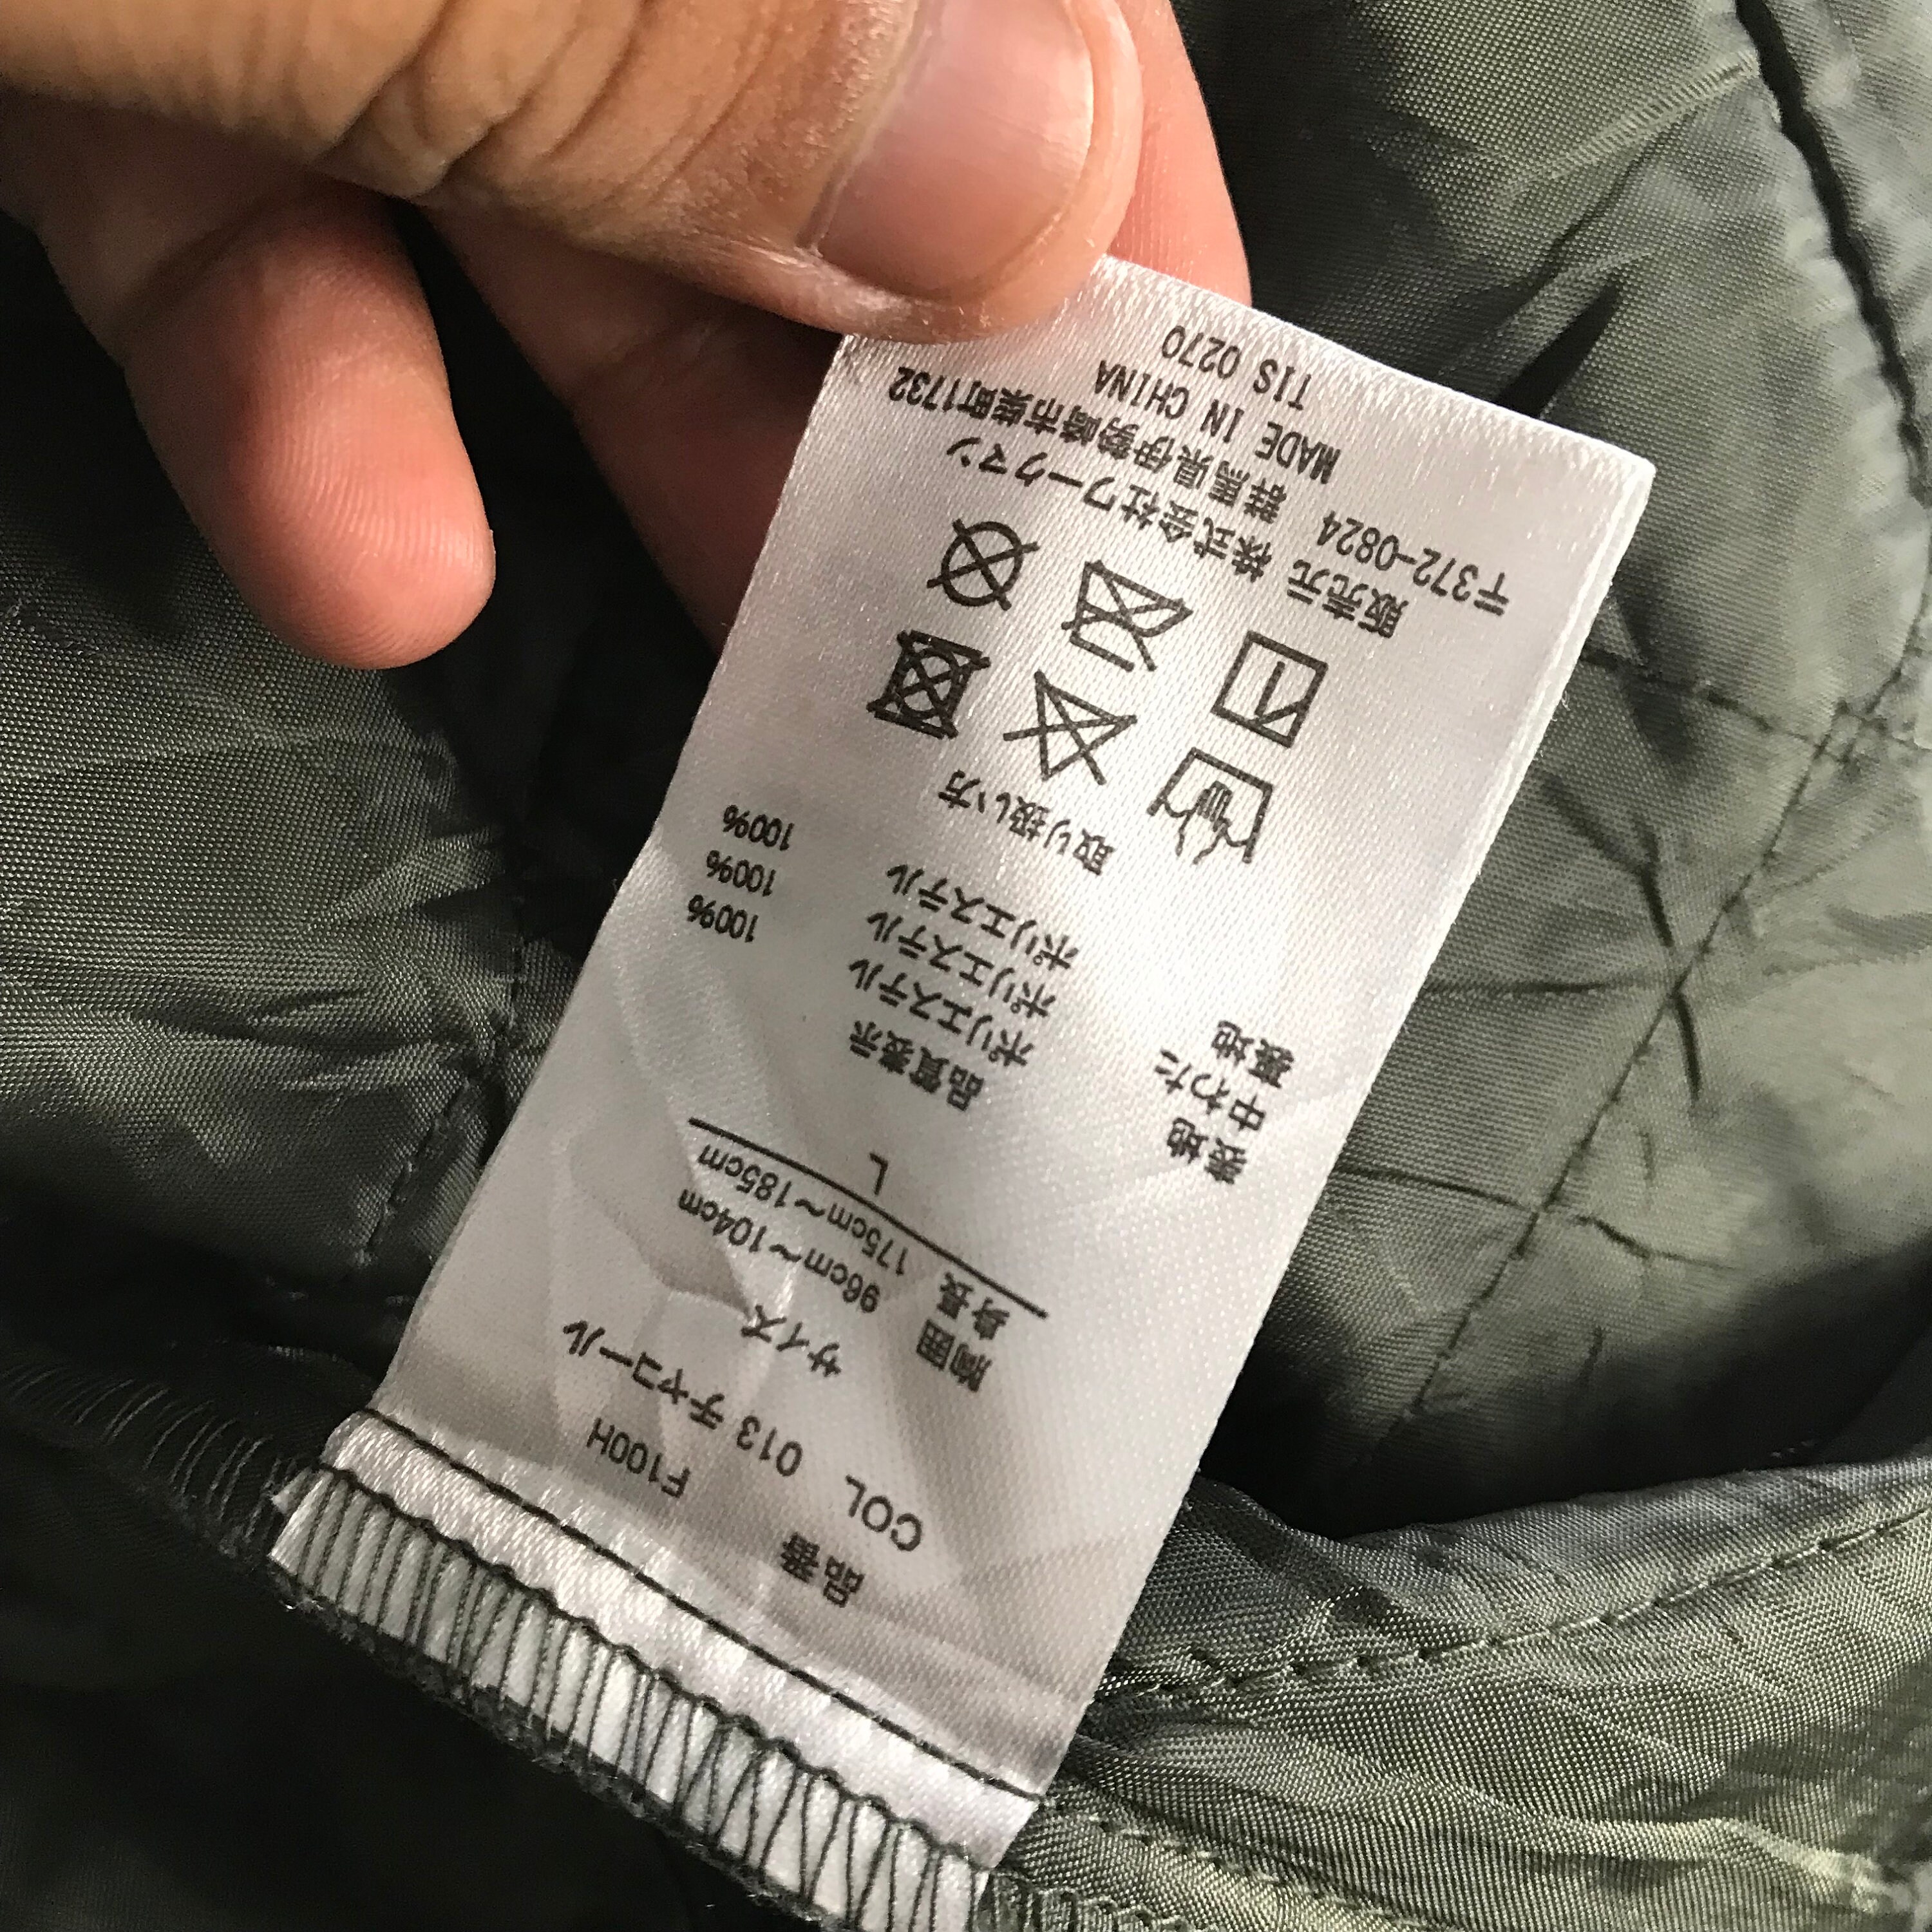 品番 F100H
COL 013 チャコール
サイズ
胸囲 96cm〜104cm
身長 175cm〜185cm
L
品質表示
表地 ポリエステル 100%
中わた ポリエステル 100%
裏地 ポリエステル 100%
取り扱い方
販売元 株式会社ワークマン
〒372-0824 群馬県伊勢崎市柴町1732
MADE IN CHINA
TIS 0270